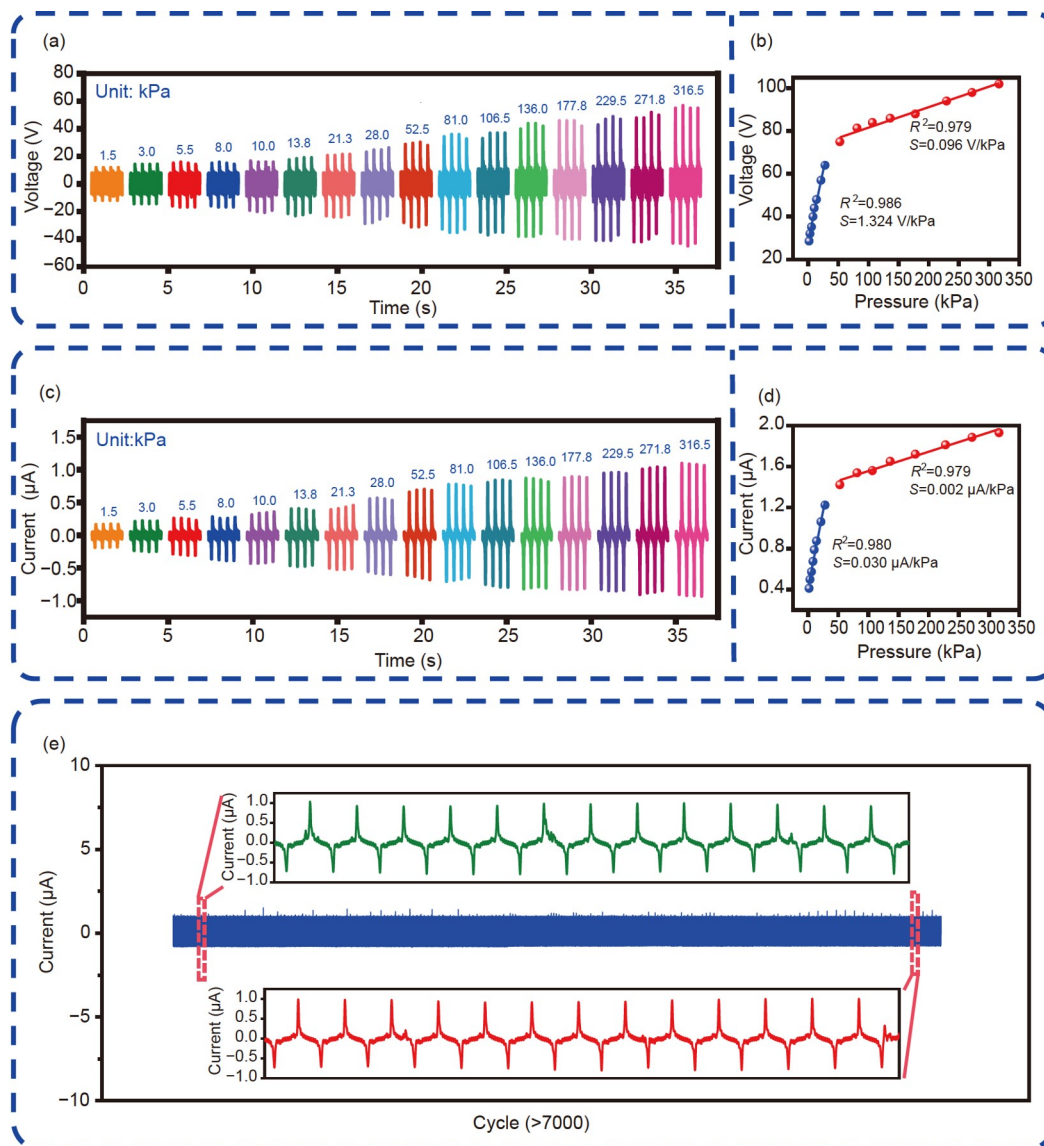 (a)
Unit: kPa
1.5 3.0 5.5 8.0 10.0 13.8 21.3 28.0 52.5 81.0 106.5 136.0 177.8 229.5 271.8 316.5
80
60
40
20
0
−20
−40
−60
Voltage (V)
0 5 10 15 20 25 30 35
Time (s)
(b)
100
80
60
40
20
Voltage (V)
R²=0.979
S=0.096 V/kPa
R²=0.986
S=1.324 V/kPa
0 50 100 150 200 250 300 350
Pressure (kPa)
(c)
Unit:kPa
1.5 3.0 5.5 8.0 10.0 13.8 21.3 28.0 52.5 81.0 106.5 136.0 177.8 229.5 271.8 316.5
1.5
1.0
0.5
0.0
−0.5
−1.0
Current (μA)
0 5 10 15 20 25 30 35
Time (s)
(d)
2.0
1.6
1.2
0.8
0.4
Current (μA)
R²=0.979
S=0.002 μA/kPa
R²=0.980
S=0.030 μA/kPa
0 50 100 150 200 250 300 350
Pressure (kPa)
(e)
10
5
0
−5
−10
Current (μA)
1.0
0.5
0.0
−0.5
−1.0
Current (μA)
1.0
0.5
0.0
−0.5
−1.0
Current (μA)
Cycle (>7000)